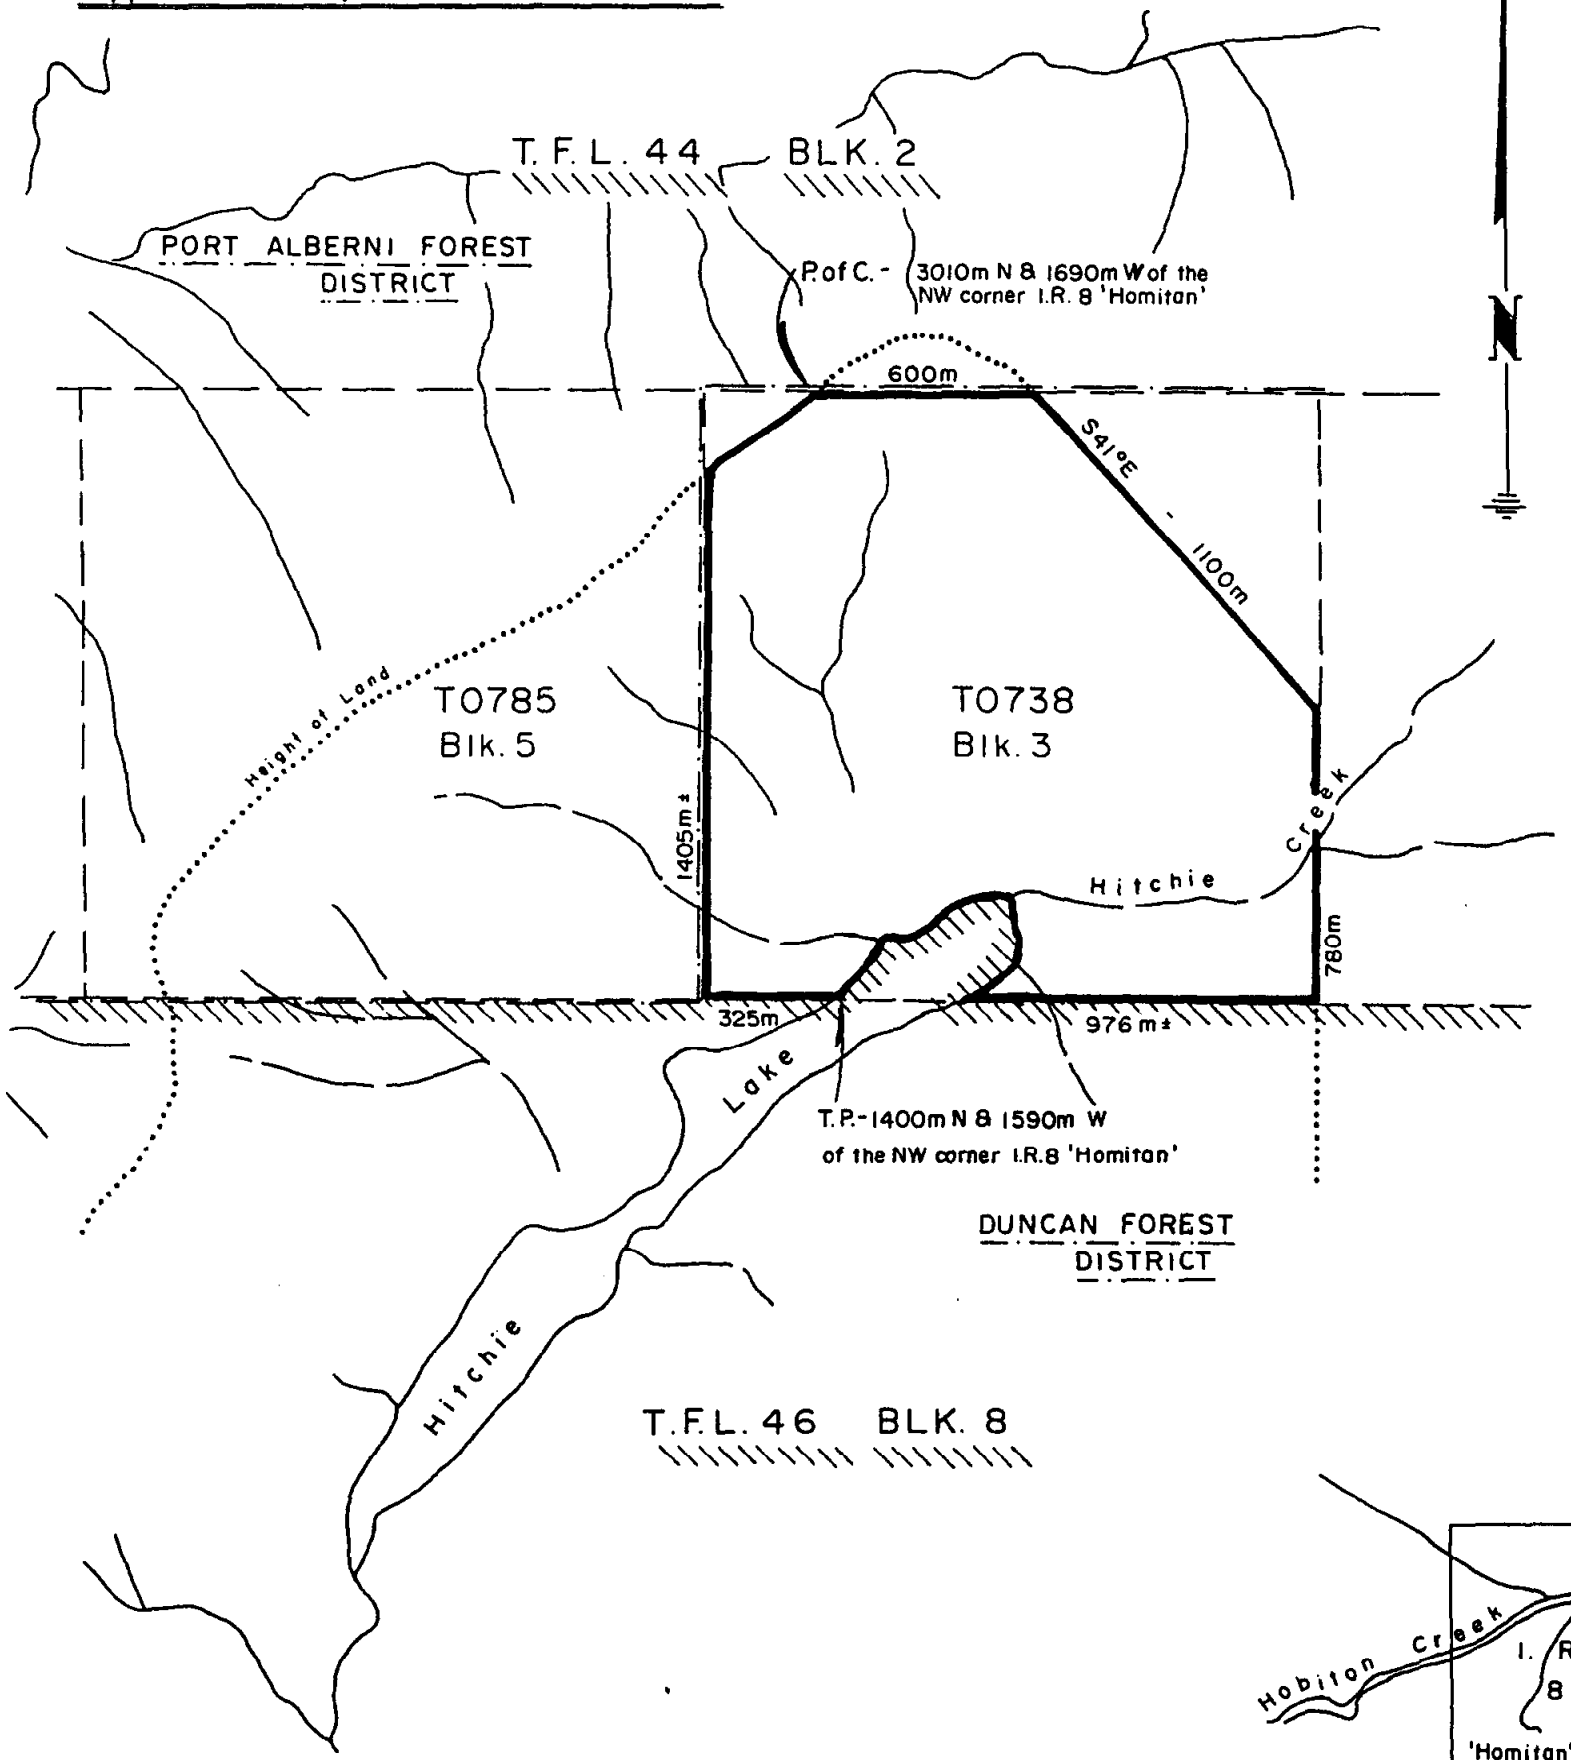 T.F.L. 44 BLK. 2
PORT ALBERNI FOREST
DISTRICT
P.of C. - 3010m N & 1690m W of the
NW corner I.R. 8 'Homitan'
N
600m
S41°E
1100m
Height of Land
T0785
Blk. 5
T0738
Blk. 3
1405m ±
Hitchie Creek
780m
325m
976 m ±
Hitchie Lake
T.P.-1400m N & 1590m W
of the NW corner I.R.8 'Homitan'
DUNCAN FOREST
DISTRICT
T.F.L. 46 BLK. 8
Hobiton Creek
I. R
8
'Homitan'